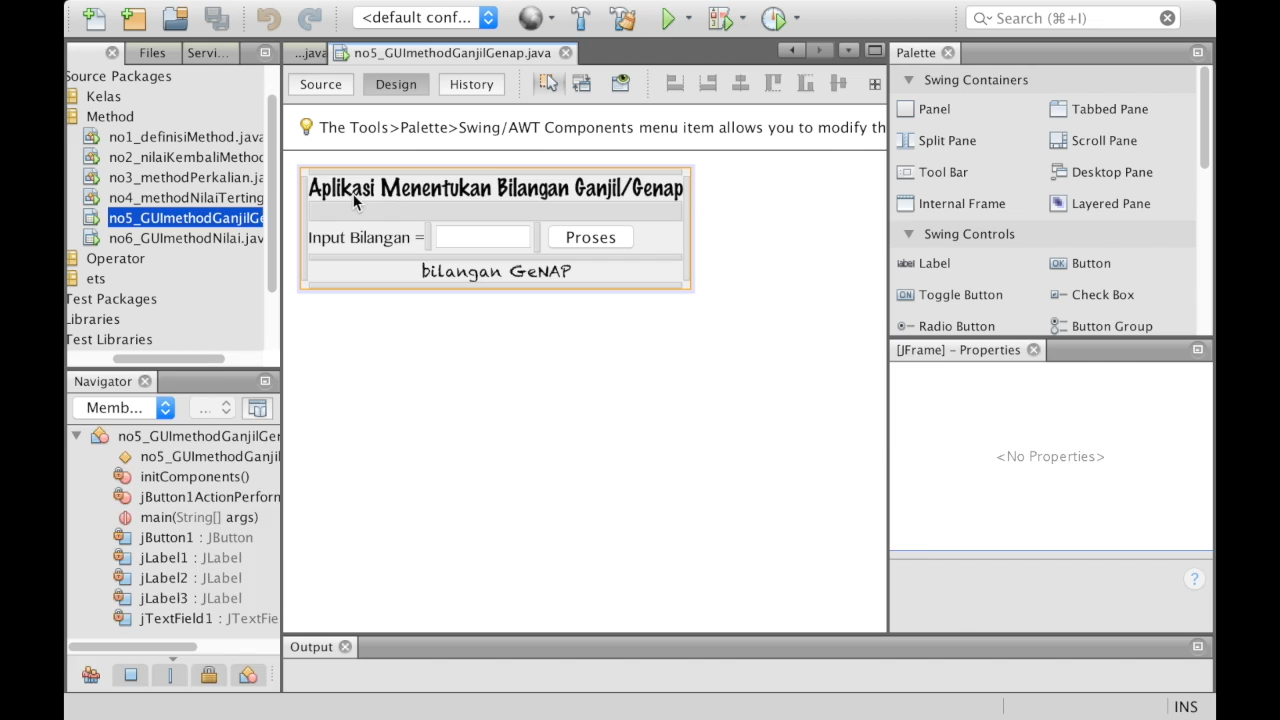 <default conf...
Search (⌘+I)
Files
Servi...
...java
no5_GUImethodGanjilGenap.java
Palette
Source Packages
Kelas
Method
no1_definisiMethod.java
no2_nilaiKembaliMethod
no3_methodPerkalian.ja
no4_methodNilaiTerting
no5_GUImethodGanjilGe
no6_GUImethodNilai.jav
Operator
ets
Test Packages
Libraries
Test Libraries
Source
Design
History
The Tools>Palette>Swing/AWT Components menu item allows you to modify th
Aplikasi Menentukan Bilangan Ganjil/Genap
Input Bilangan =
Proses
bilangan GeNAP
Swing Containers
Panel
Tabbed Pane
Split Pane
Scroll Pane
Tool Bar
Desktop Pane
Internal Frame
Layered Pane
Swing Controls
label Label
OK Button
ON Toggle Button
Check Box
Radio Button
Button Group
[JFrame] - Properties
<No Properties>
?
Navigator
Memb...
...
no5_GUImethodGanjilGer
no5_GUImethodGanjil
initComponents()
jButton1ActionPerform
main(String[] args)
jButton1 : JButton
jLabel1 : JLabel
jLabel2 : JLabel
jLabel3 : JLabel
jTextField1 : JTextFie
Output
INS